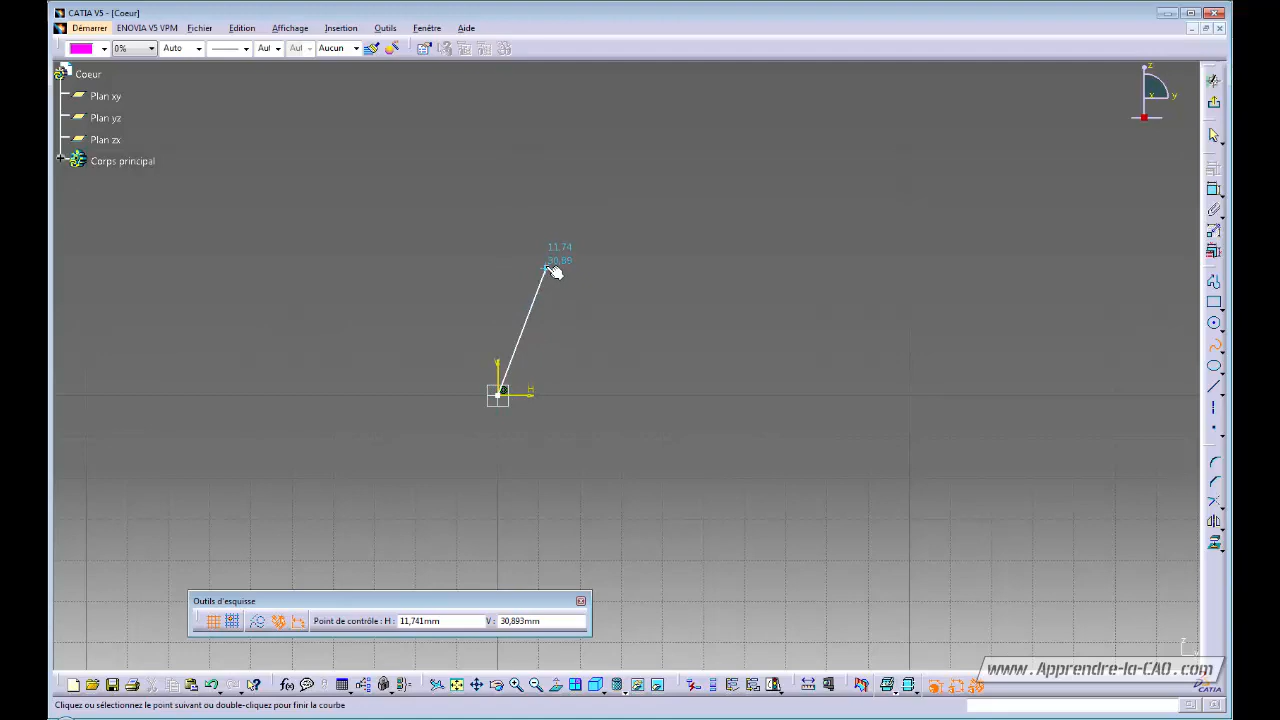 CATIA V5 - [Coeur]
Démarrer ENOVIA V5 VPM Fichier Edition Affichage Insertion Outils Fenêtre Aide
0% Auto Aul Aul Aucun
Coeur
Plan xy
Plan yz
Plan zx
Corps principal
z
x y
11.74
30.89
V
H
Outils d'esquisse
Point de contrôle : H : 11,741mm V : 30,893mm
z
www.Apprendre-la-CAO.com
f(x)
CATIA
Cliquez ou sélectionnez le point suivant ou double-cliquez pour finir la courbe